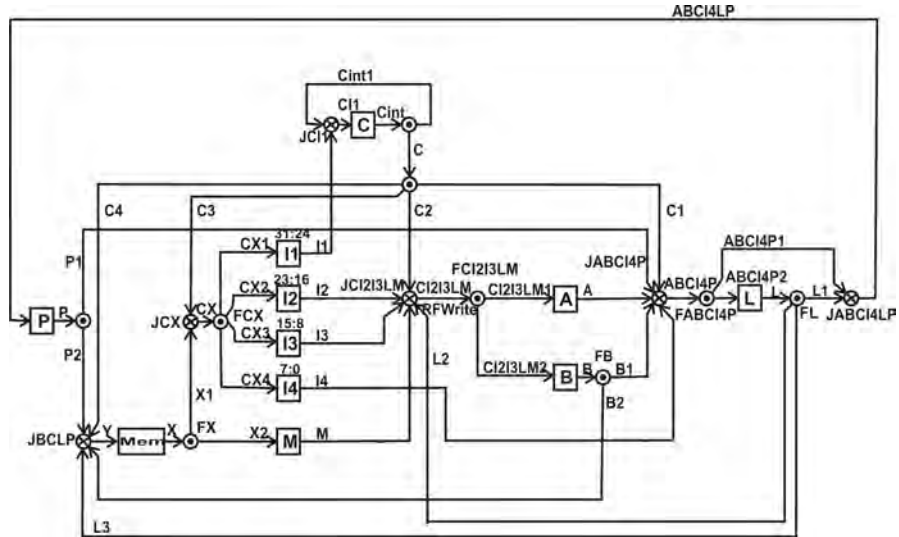 ABCI4LP
Cint1
CI1
C
Cint
JCI1
C
C4
C3
C2
C1
31:24
CX1
I1
I1
P1
23:16
CX2
I2
I2
JCI2I3LM
CI2I3LM
RFWrite
FCI2I3LM
CI2I3LM1
A
A
JABCI4P
ABCI4P
ABCI4P1
ABCI4P2
L
L
L1
FABCI4P
FL
JABCI4LP
P
P
CX
JCX
FCX
15:8
CX3
I3
I3
P2
L2
CI2I3LM2
B
B
FB
B1
B2
7:0
CX4
I4
I4
X1
JBCLP
Y
Mem
X
FX
X2
M
M
L3